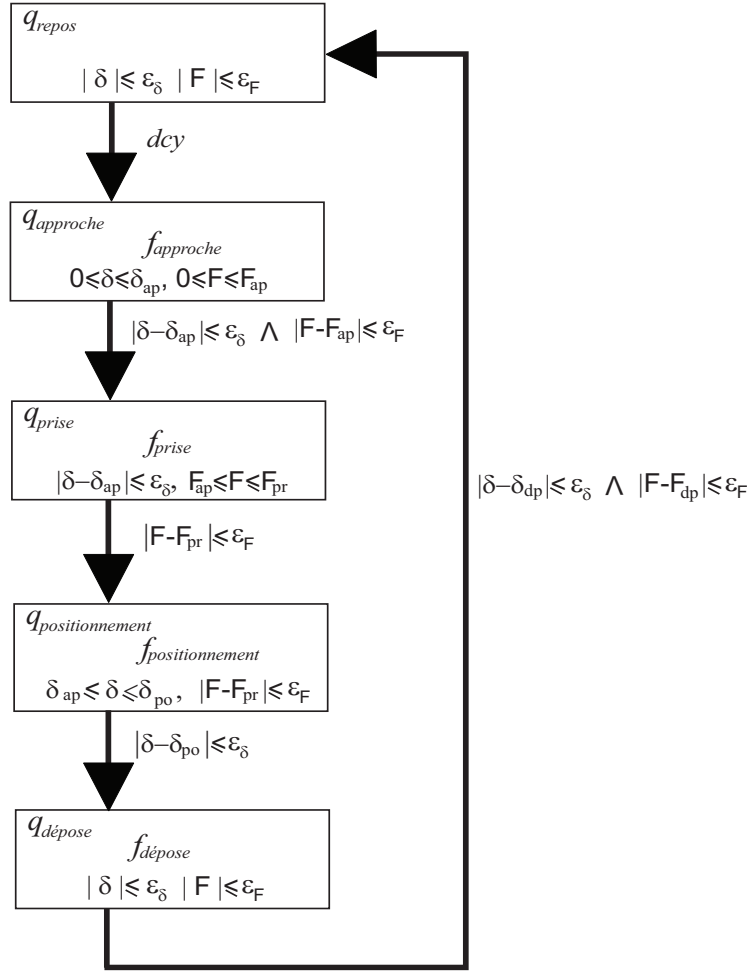 q_repos
| δ |⩽ ε_δ | F |⩽ ε_F
dcy
q_approche
f_approche
0⩽δ⩽δ_ap, 0⩽F⩽F_ap
|δ−δ_ap|⩽ ε_δ Λ |F-F_ap|⩽ ε_F
q_prise
f_prise
|δ−δ_ap|⩽ ε_δ, F_ap⩽F⩽F_pr
|δ−δ_dp|⩽ ε_δ Λ |F-F_dp|⩽ ε_F
|F-F_pr|⩽ ε_F
q_positionnement
f_positionnement
δ_ap⩽ δ⩽δ_po, |F-F_pr|⩽ ε_F
|δ−δ_po|⩽ ε_δ
q_dépose
f_dépose
| δ |⩽ ε_δ | F |⩽ ε_F